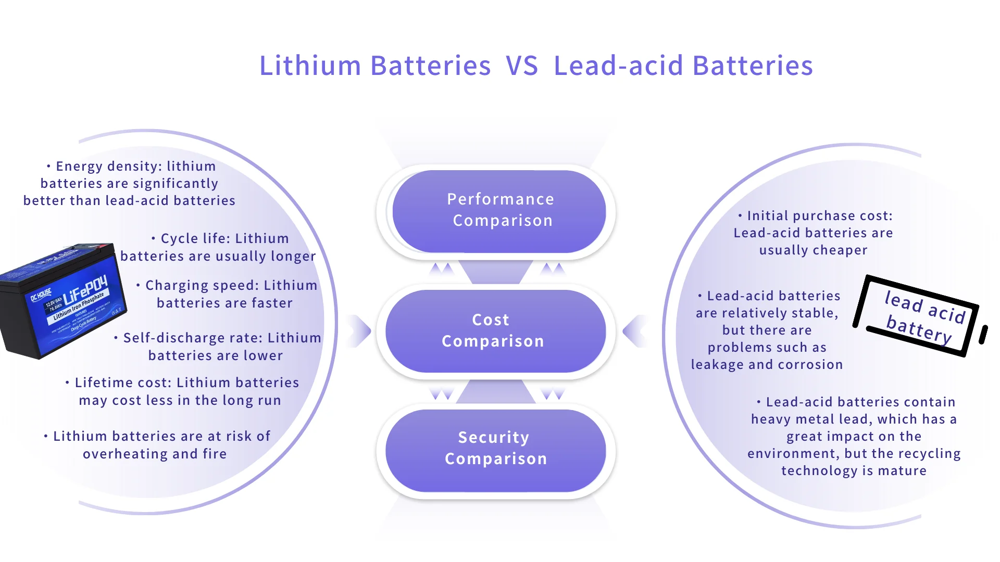 Lithium Batteries VS Lead-acid Batteries
· Energy density: lithium
batteries are significantly
better than lead-acid batteries
· Cycle life: Lithium
batteries are usually longer
· Charging speed: Lithium
batteries are faster
· Self-discharge rate: Lithium
batteries are lower
· Lifetime cost: Lithium batteries
may cost less in the long run
· Lithium batteries are at risk of
overheating and fire
DC HOUSE
LiFePO4
12.8V 6Ah
76.8Wh
Lithium Iron Phosphate
FEATURES
Deep Cycle Battery
Performance
Comparison
Cost
Comparison
Security
Comparison
· Initial purchase cost:
Lead-acid batteries are
usually cheaper
· Lead-acid batteries
are relatively stable,
but there are
problems such as
leakage and corrosion
· Lead-acid batteries contain
heavy metal lead, which has a
great impact on the
environment, but the recycling
technology is mature
lead acid
battery